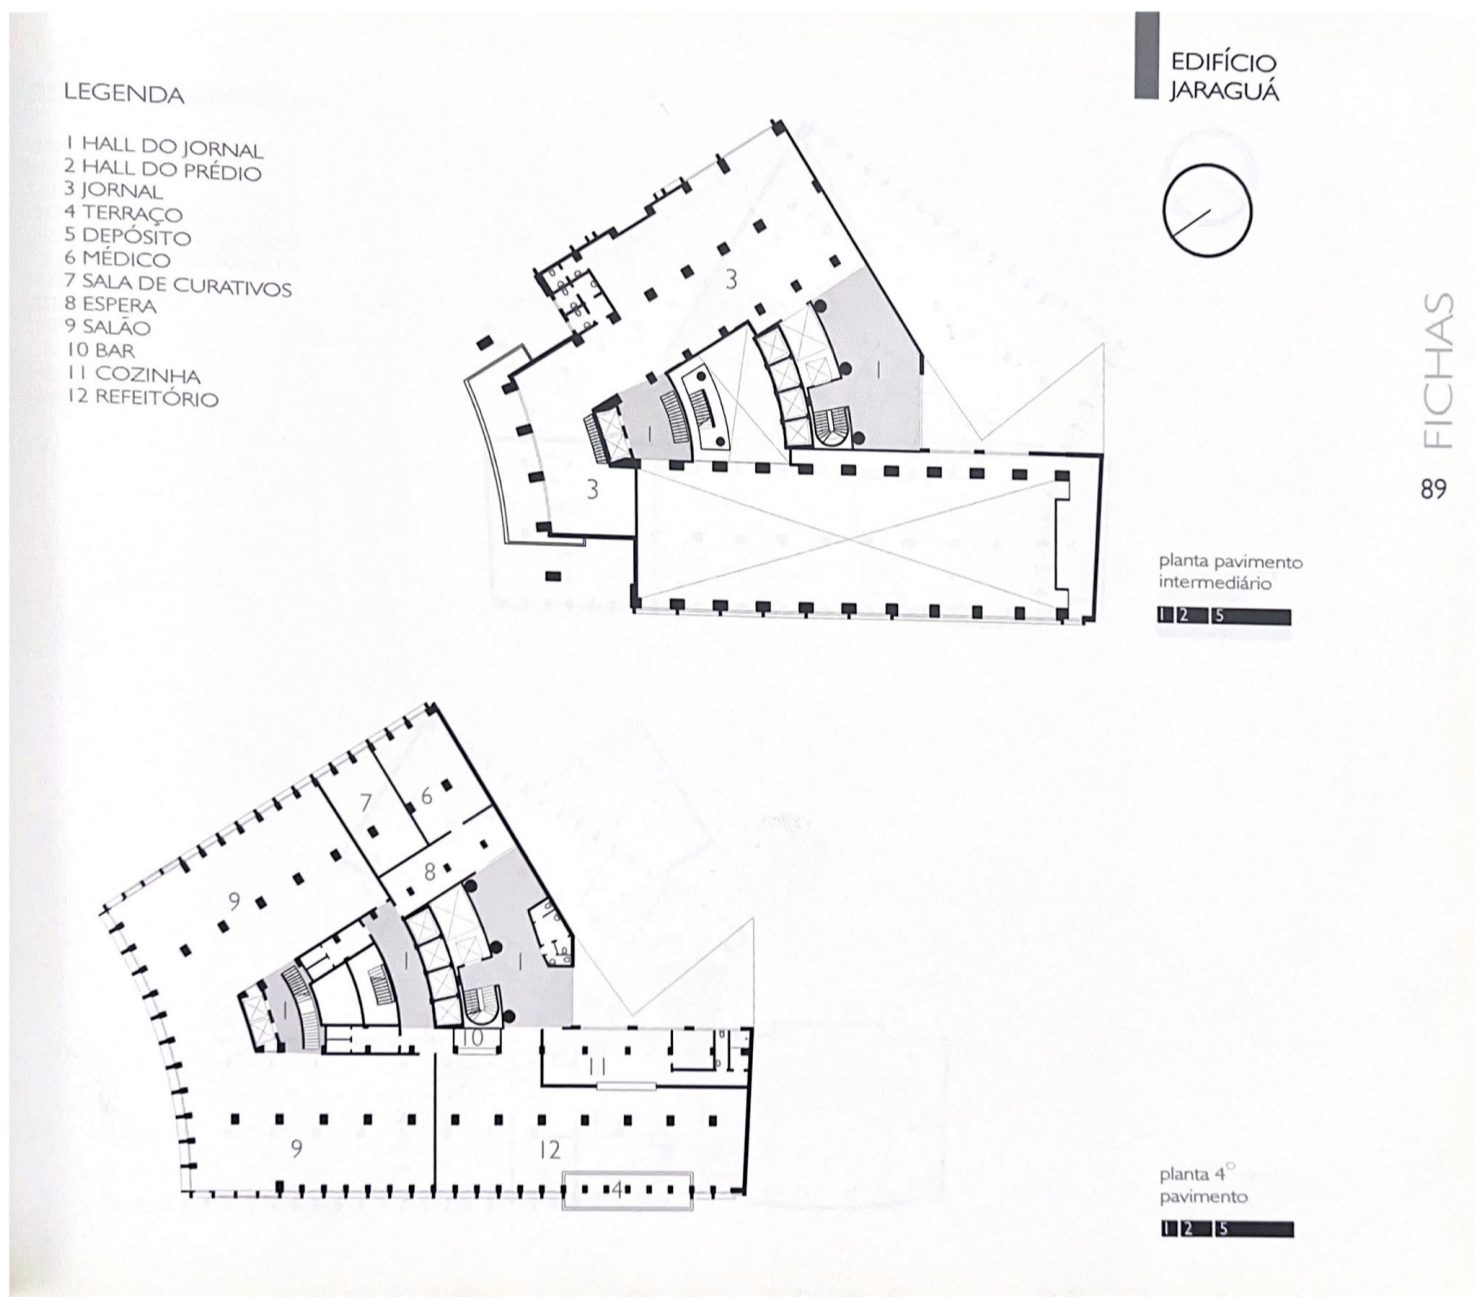 LEGENDA
1 HALL DO JORNAL
2 HALL DO PRÉDIO
3 JORNAL
4 TERRAÇO
5 DEPÓSITO
6 MÉDICO
7 SALA DE CURATIVOS
8 ESPERA
9 SALÃO
10 BAR
11 COZINHA
12 REFEITÓRIO
EDIFÍCIO
JARAGUÁ
FICHAS
89
3
1
1
3
planta pavimento
intermediário
1 2 5
7
6
8
9
1
1
1
10
11
9
12
4
planta 4º
pavimento
1 2 5